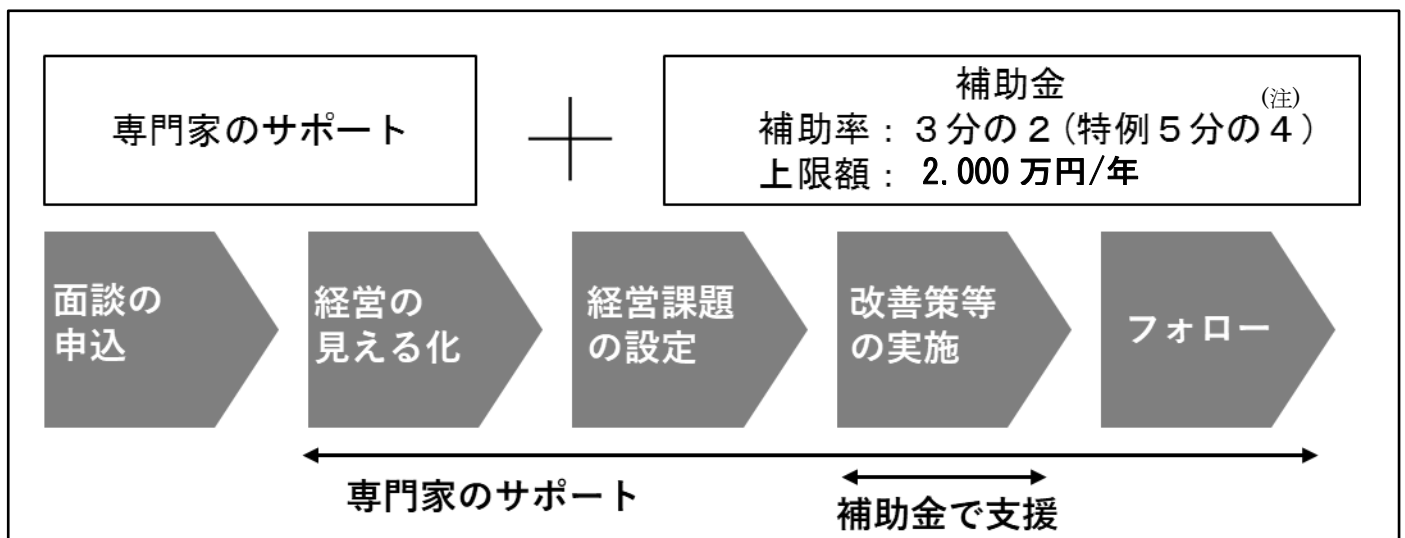 専門家のサポート
補助金
(注)
補助率：３分の２(特例５分の４)
上限額： 2.000 万円/年
面談の
申込
経営の
見える化
経営課題
の設定
改善策等
の実施
フォロー
専門家のサポート
補助金で支援